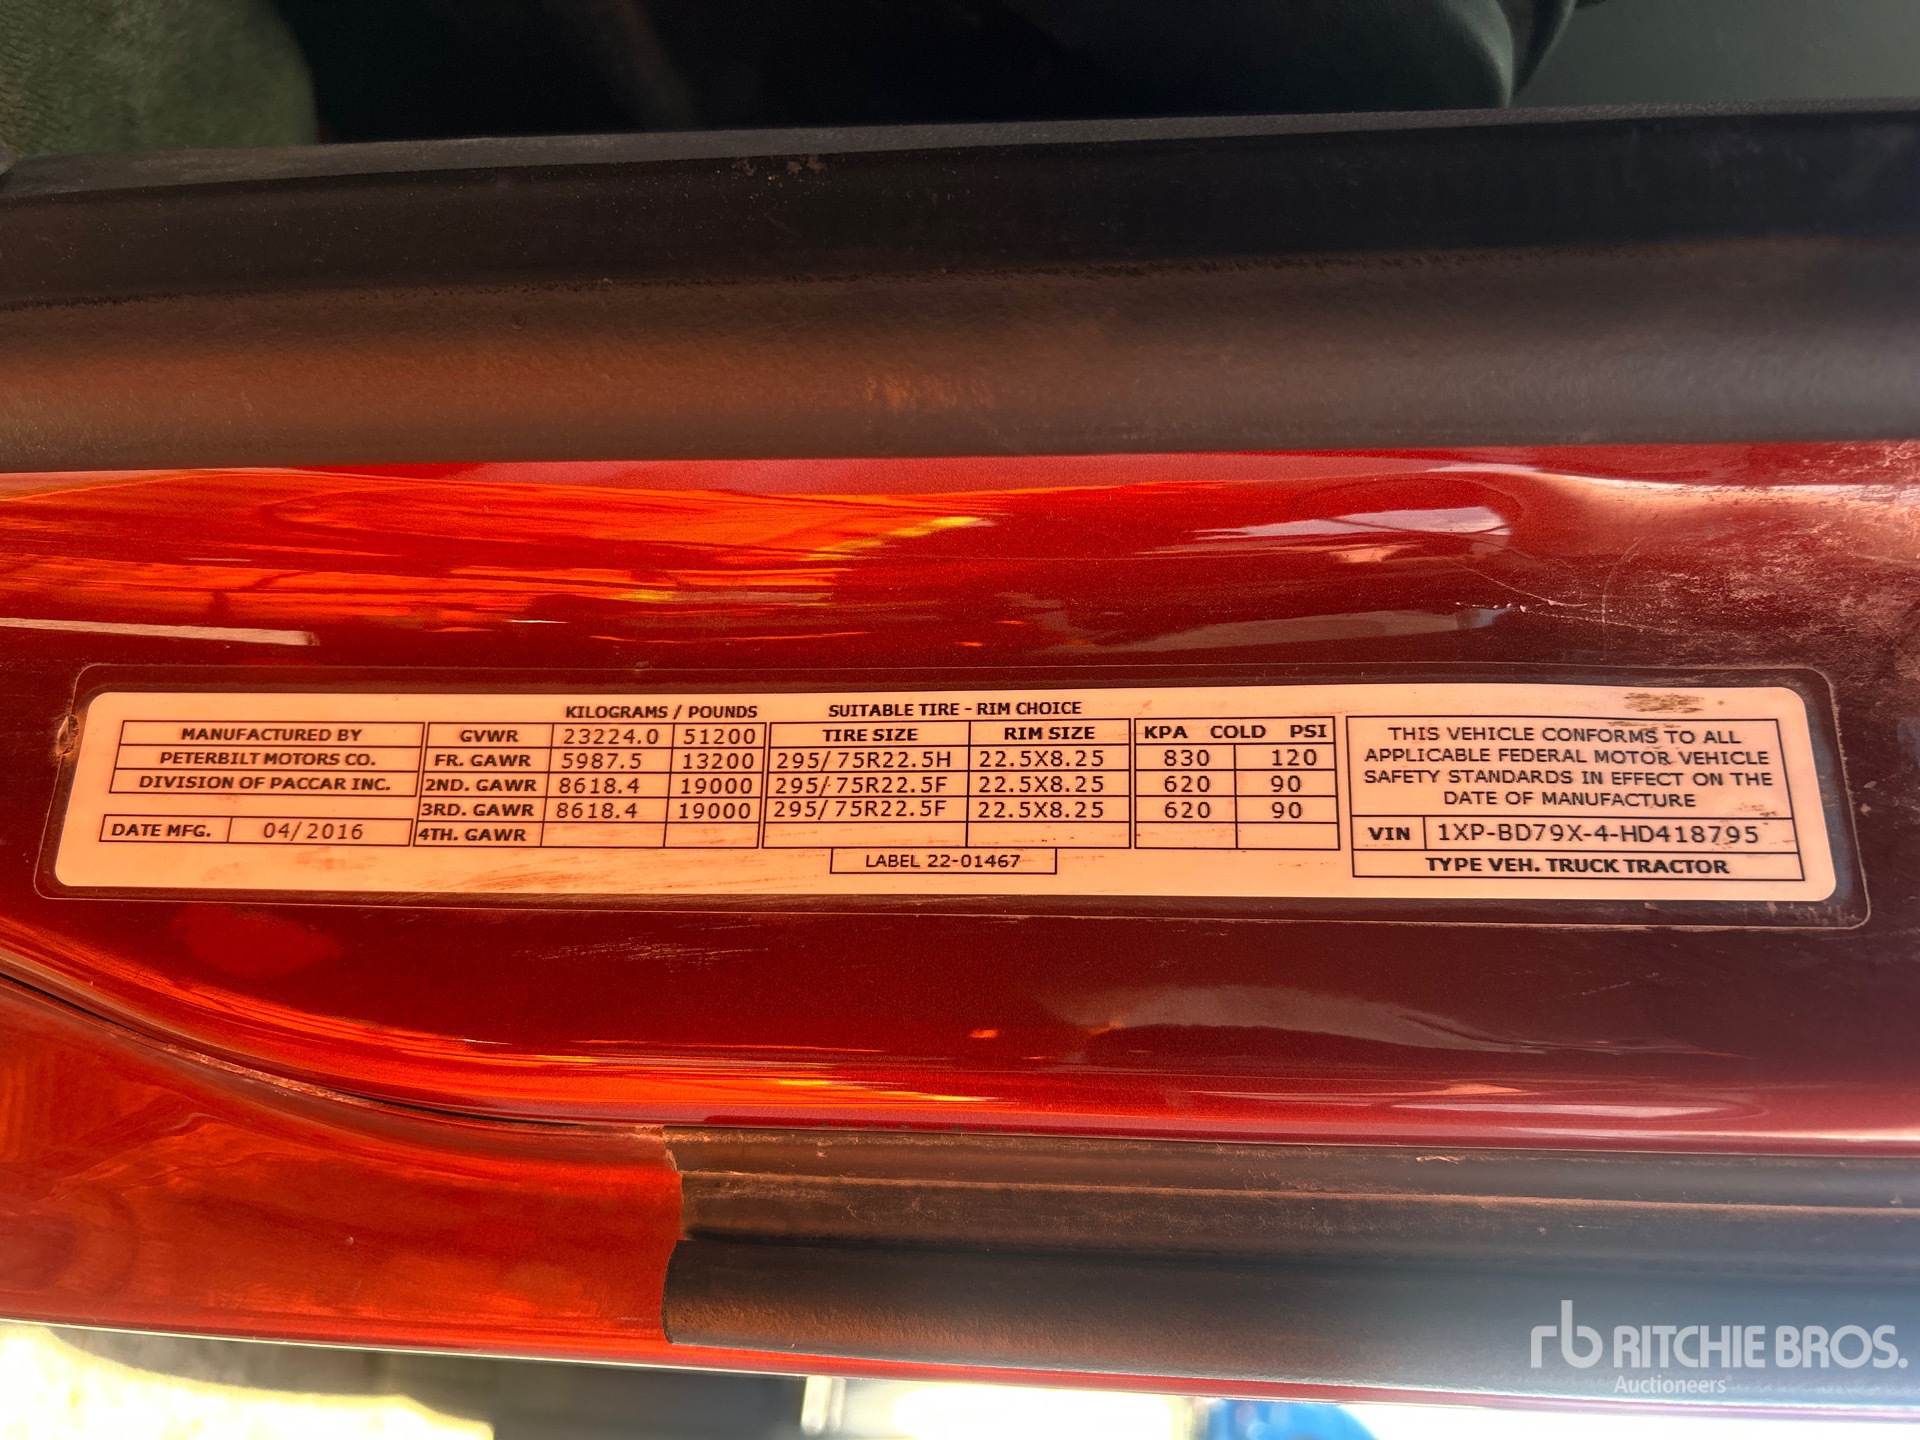 KILOGRAMS / POUNDS SUITABLE TIRE - RIM CHOICE
MANUFACTURED BY GVWR 23224.0 51200 TIRE SIZE RIM SIZE KPA COLD PSI
PETERBILT MOTORS CO. FR. GAWR 5987.5 13200 295/75R22.5H 22.5X8.25 830 120
DIVISION OF PACCAR INC. 2ND. GAWR 8618.4 19000 295/75R22.5F 22.5X8.25 620 90
3RD. GAWR 8618.4 19000 295/75R22.5F 22.5X8.25 620 90
DATE MFG. 04/2016 4TH. GAWR
LABEL 22-01467
THIS VEHICLE CONFORMS TO ALL
APPLICABLE FEDERAL MOTOR VEHICLE
SAFETY STANDARDS IN EFFECT ON THE
DATE OF MANUFACTURE
VIN 1XP-BD79X-4-HD418795
TYPE VEH. TRUCK TRACTOR
rb RITCHIE BROS.
Auctioneers